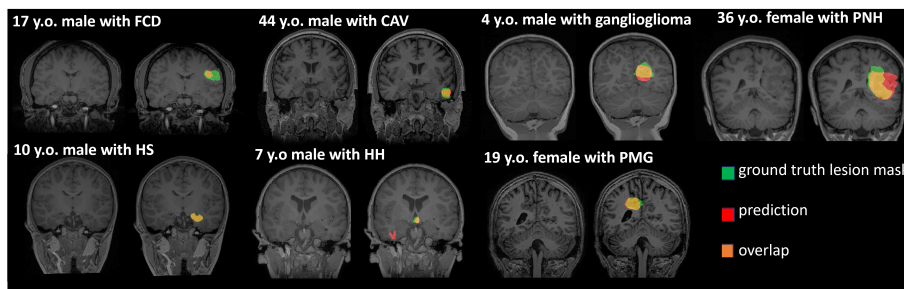 17 y.o. male with FCD
44 y.o. male with CAV
4 y.o. male with ganglioglioma
36 y.o. female with PNH
10 y.o. male with HS
7 y.o male with HH
19 y.o. female with PMG
ground truth lesion mask
prediction
overlap